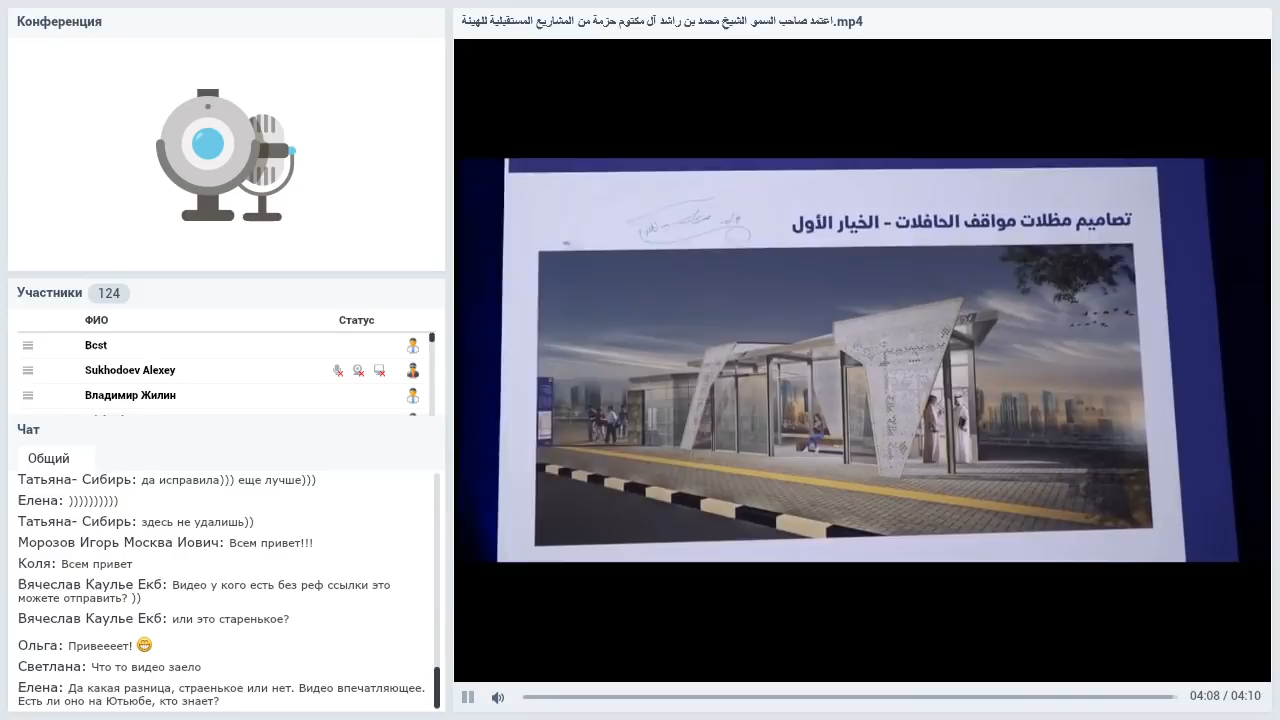 Конференция
Участники 124
ФИО Статус
Bcst
Sukhodoev Alexey
Владимир Жилин
Чат
Общий
Татьяна- Сибирь: да исправила))) еще лучше)))
Елена: ))))))))))
Татьяна- Сибирь: здесь не удалишь))
Морозов Игорь Москва Иович: Всем привет!!!
Коля: Всем привет
Вячеслав Каулье Екб: Видео у кого есть без реф ссылки это
можете отправить? ))
Вячеслав Каулье Екб: или это старенькое?
Ольга: Привеееет!
Светлана: Что то видео заело
Елена: Да какая разница, страенькое или нет. Видео впечатляющее.
Есть ли оно на Ютьюбе, кто знает?
اعتمد صاحب السمو الشيخ محمد بن راشد آل مكتوم حزمة من المشاريع المستقبلية للهيئة.mp4
تصاميم مظلات مواقف الحافلات - الخيار الأول
04:08 / 04:10